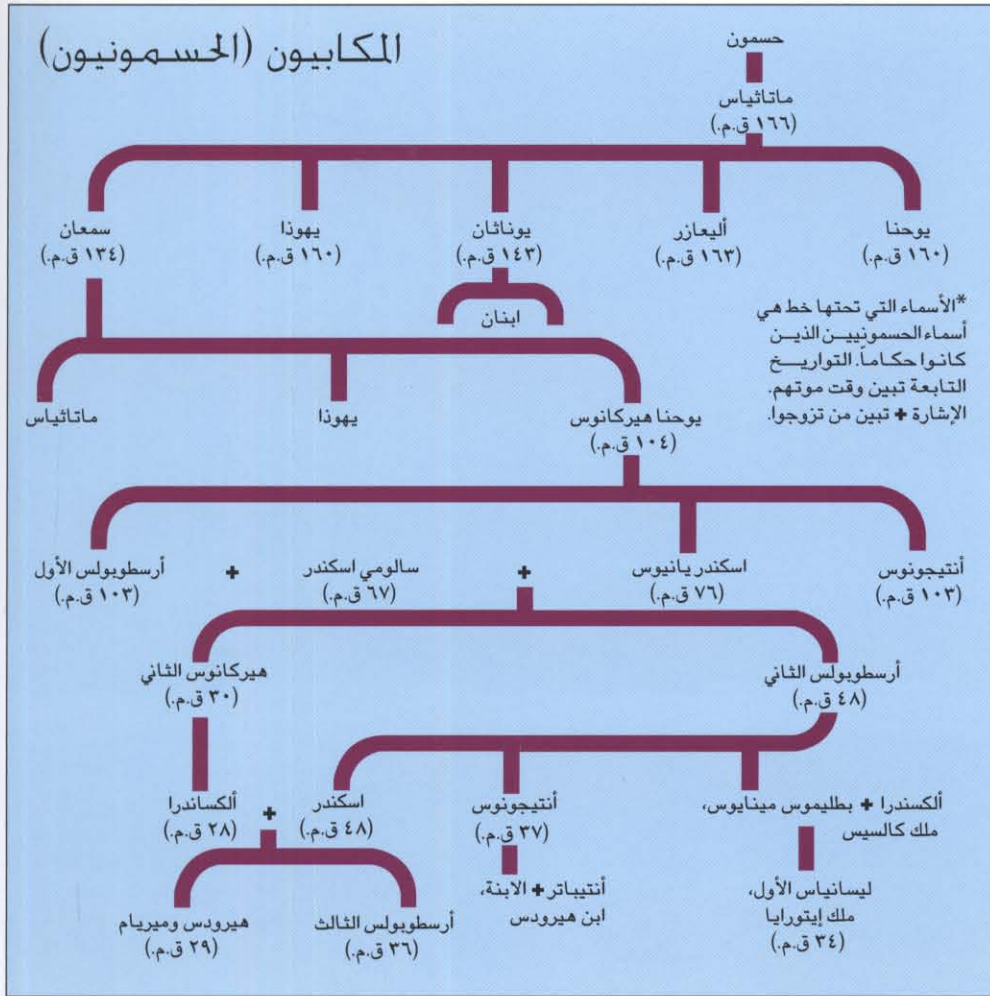 المكابيون (الحسمونيون)
حسمون
ماتاثياس
(١٦٦ ق.م.)
يوحنا
(١٦٠ ق.م.)
أليعازر
(١٦٣ ق.م.)
يوناثان
(١٤٣ ق.م.)
يهوذا
(١٦٠ ق.م.)
سمعان
(١٣٤ ق.م.)
ابنان
*الأسماء التي تحتها خط هي
أسماء الحسمونيين الذين
كانوا حكاماً. التواريخ
التابعة تبين وقت موتهم.
الإشارة + تبين من تزوجوا.
يوحنا هيركانوس
(١٠٤ ق.م.)
يهوذا
ماتاثياس
أنتيجونوس
(١٠٣ ق.م.)
اسكندر يانيوس
(٧٦ ق.م.)
+
سالومي اسكندر
(٦٧ ق.م.)
+
أرسطوبولس الأول
(١٠٣ ق.م.)
أرسطوبولس الثاني
(٤٨ ق.م.)
هيركانوس الثاني
(٣٠ ق.م.)
ألكسندرا + بطليموس مينايوس،
ملك كالسيس
أنتيجونوس
(٣٧ ق.م.)
اسكندر
(٤٨ ق.م.)
+
ألكساندرا
(٢٨ ق.م.)
ليسانياس الأول،
ملك إيتورايا
(٣٤ ق.م.)
أنتيباتر + الابنة،
ابن هيرودس
أرسطوبولس الثالث
(٣٦ ق.م.)
هيرودس وميريام
(٢٩ ق.م.)